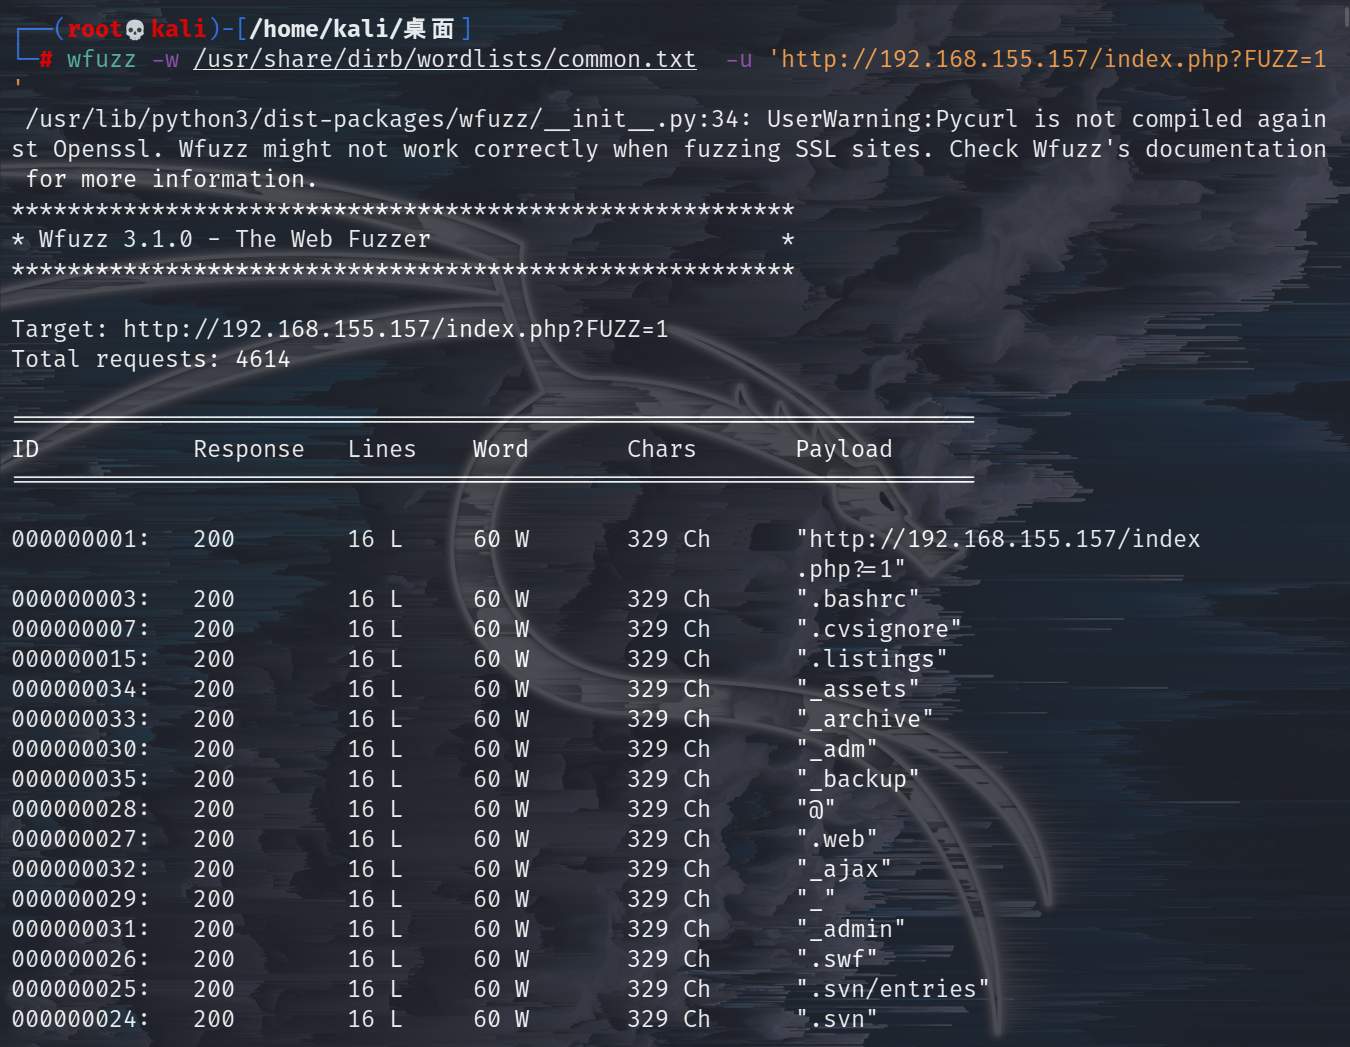 ┌──(root💀kali)-[/home/kali/桌面]
└─# wfuzz -w /usr/share/dirb/wordlists/common.txt  -u 'http://192.168.155.157/index.php?FUZZ=1
'
/usr/lib/python3/dist-packages/wfuzz/__init__.py:34: UserWarning:Pycurl is not compiled again
st Openssl. Wfuzz might not work correctly when fuzzing SSL sites. Check Wfuzz's documentation
for more information.
********************************************************
* Wfuzz 3.1.0 - The Web Fuzzer                         *
********************************************************
Target: http://192.168.155.157/index.php?FUZZ=1
Total requests: 4614
=====================================================================
ID           Response   Lines    Word       Chars       Payload
=====================================================================
000000001:   200        16 L     60 W       329 Ch      "http://192.168.155.157/index
.php?=1"
000000003:   200        16 L     60 W       329 Ch      ".bashrc"
000000007:   200        16 L     60 W       329 Ch      ".cvsignore"
000000015:   200        16 L     60 W       329 Ch      ".listings"
000000034:   200        16 L     60 W       329 Ch      "_assets"
000000033:   200        16 L     60 W       329 Ch      "_archive"
000000030:   200        16 L     60 W       329 Ch      "_adm"
000000035:   200        16 L     60 W       329 Ch      "_backup"
000000028:   200        16 L     60 W       329 Ch      "@"
000000027:   200        16 L     60 W       329 Ch      ".web"
000000032:   200        16 L     60 W       329 Ch      "_ajax"
000000029:   200        16 L     60 W       329 Ch      "_"
000000031:   200        16 L     60 W       329 Ch      "_admin"
000000026:   200        16 L     60 W       329 Ch      ".swf"
000000025:   200        16 L     60 W       329 Ch      ".svn/entries"
000000024:   200        16 L     60 W       329 Ch      ".svn"